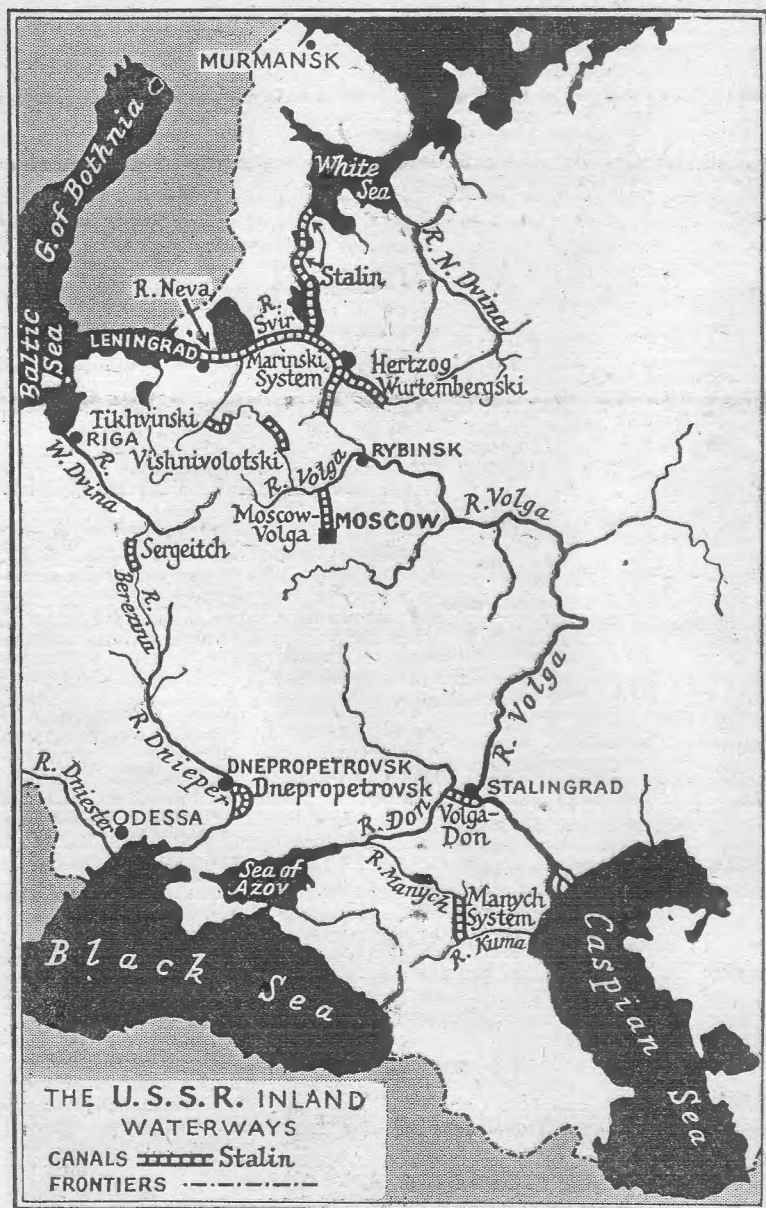 MURMANSK
White
Sea
G. of Bothnia
R. N. Dvina
Stalin
R. Neva
R.
Svir
Baltic
Sea
LENINGRAD
Marinski
System
Hertzog
Wurtembergski
Tikhvinski
RIGA
Vishnivolotski
R. Volga
RYBINSK
R.
W. Dvina
R. Volga
Moscow-
Volga
MOSCOW
Sergeitch
R.
Berezina
R. Volga
R. Dnieper
DNEPROPETROVSK
Dnepropetrovsk
STALINGRAD
R. Dniester
ODESSA
R. Don
Volga-
Don
Sea of
Azov
R. Manych
Manych
System
R. Kuma
Black Sea
Caspian Sea
THE U.S.S.R. INLAND
WATERWAYS
CANALS Stalin
FRONTIERS